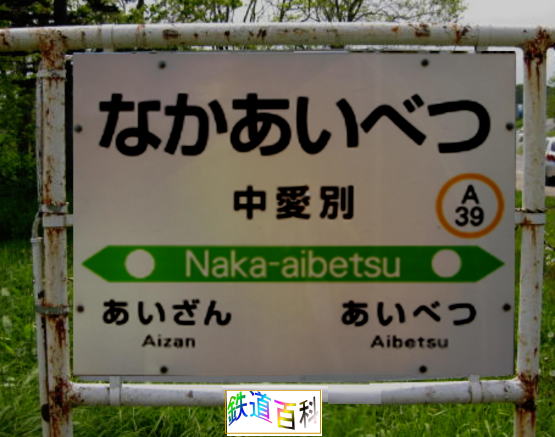 なかあいべつ
中愛別
A
39
Naka-aibetsu
あいざん
Aizan
あいべつ
Aibetsu
鉄道百科